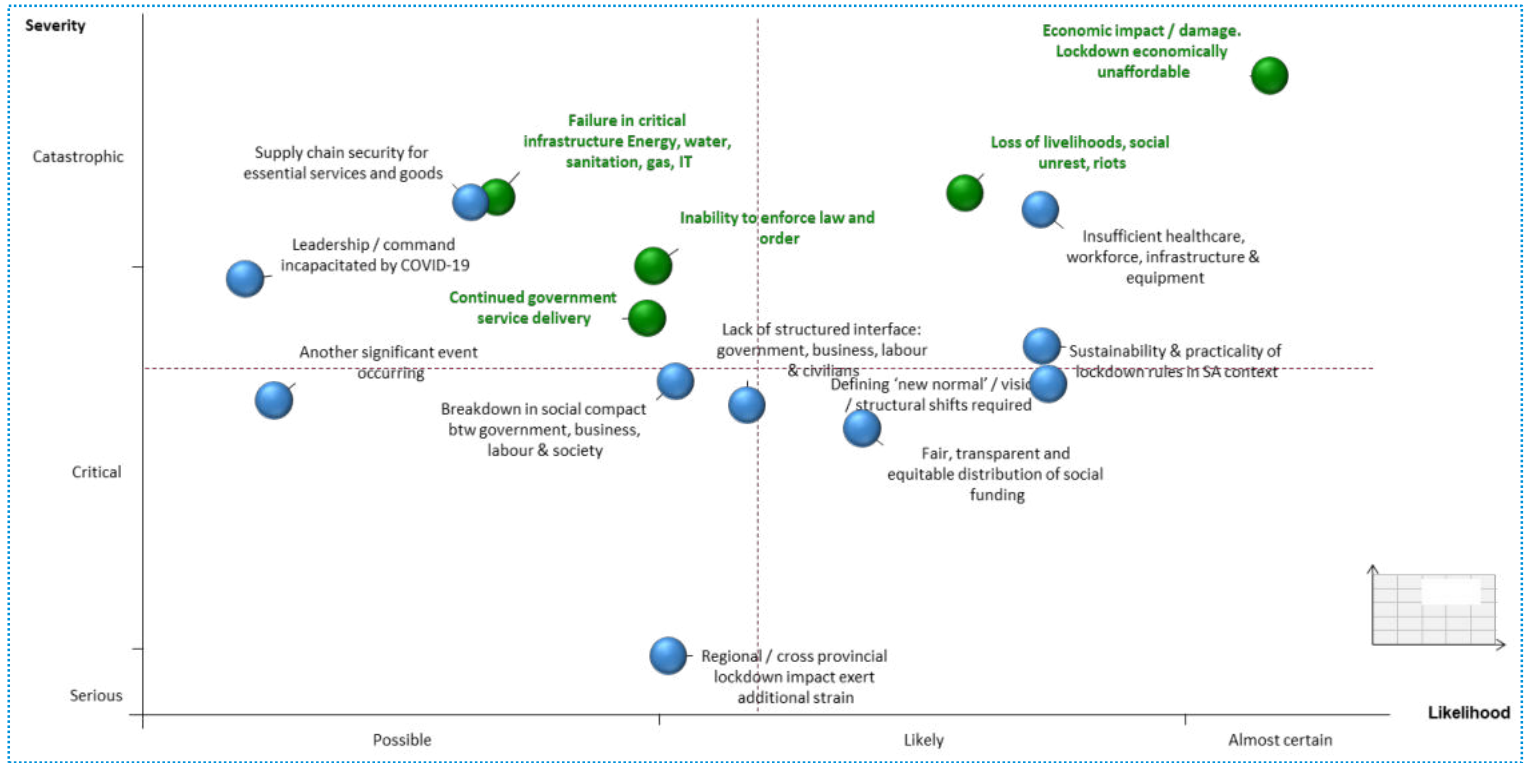 Severity
Economic impact / damage.
Lockdown economically
unaffordable
Failure in critical
infrastructure Energy, water,
sanitation, gas, IT
Loss of livelihoods, social
unrest, riots
Catastrophic
Supply chain security for
essential services and goods
Inability to enforce law and
order
Insufficient healthcare,
workforce, infrastructure &
equipment
Leadership / command
incapacitated by COVID-19
Continued government
service delivery
Lack of structured interface:
government, business, labour
& civilians
Another significant event
occurring
Sustainability & practicality of
lockdown rules in SA context
Defining ‘new normal’ /
/ structural shifts required
Breakdown in social compact
btw government, business,
labour & society
Fair, transparent and
equitable distribution of social
funding
Critical
Regional / cross provincial
lockdown impact exert
additional strain
Serious
Likelihood
Possible
Likely
Almost certain